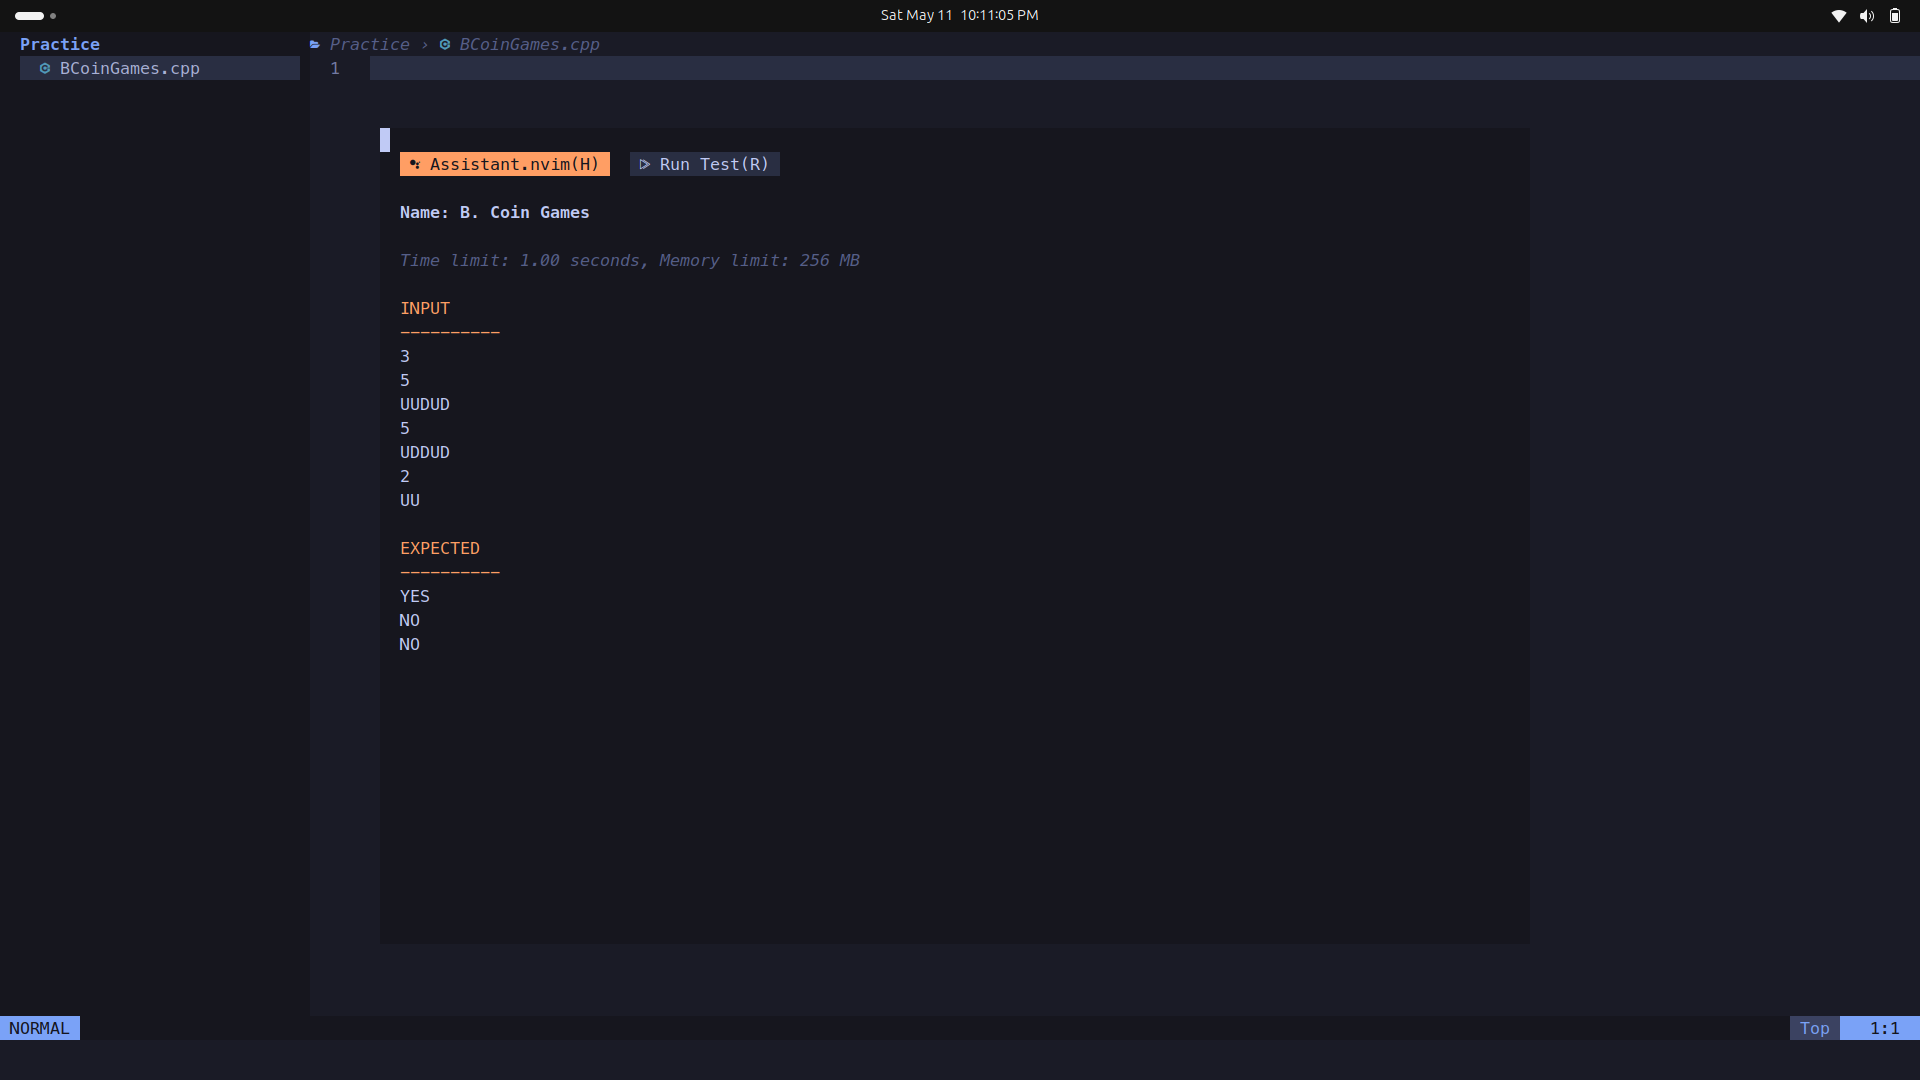 Sat May 11 10:11:05 PM
Practice
BCoinGames.cpp
Practice › BCoinGames.cpp
1
Assistant.nvim(H) Run Test(R)
Name: B. Coin Games
Time limit: 1.00 seconds, Memory limit: 256 MB
INPUT
----------
3
5
UUDUD
5
UDDUD
2
UU
EXPECTED
----------
YES
NO
NO
NORMAL Top 1:1